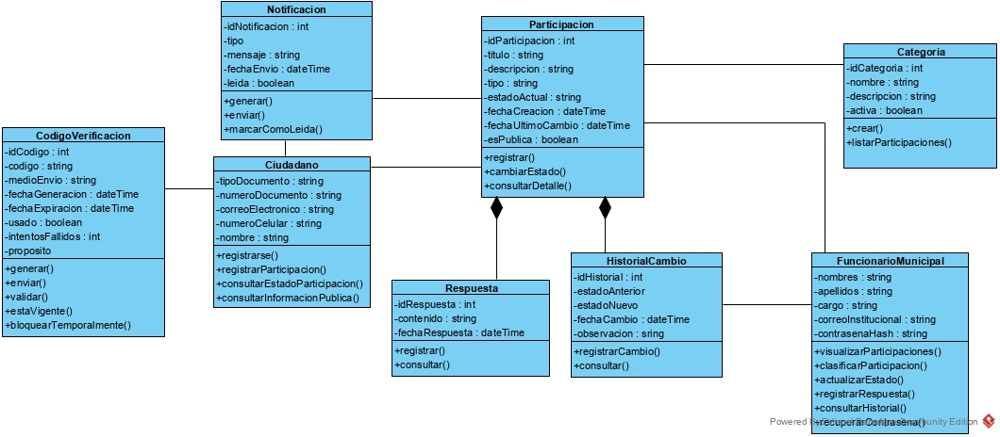 Notificacion
-idNotificacion : int
-tipo
-mensaje : string
-fechaEnvio : dateTime
-leida : boolean
+generar()
+enviar()
+marcarComoLeida()
Participacion
-idParticipacion : int
-titulo : string
-descripcion : string
-tipo : string
-estadoActual : string
-fechaCreacion : dateTime
-fechaUltimoCambio : dateTime
-esPublica : boolean
+registrar()
+cambiarEstado()
+consultarDetalle()
Categoria
-idCategoria : int
-nombre : string
-descripcion : string
-activa : boolean
+crear()
+listarParticipaciones()
CodigoVerificacion
-idCodigo : int
-codigo : string
-medioEnvio : string
-fechaGeneracion : dateTime
-fechaExpiracion : dateTime
-usado : boolean
-intentosFallidos : int
-proposito
+generar()
+enviar()
+validar()
+estaVigente()
+bloquearTemporalmente()
Ciudadano
-tipoDocumento : string
-numeroDocumento : string
-correoElectronico : string
-numeroCelular : string
-nombre : string
+registrarse()
+registrarParticipacion()
+consultarEstadoParticipacion()
+consultarInformacionPublica()
Respuesta
-idRespuesta : int
-contenido : string
-fechaRespuesta : dateTime
+registrar()
+consultar()
HistorialCambio
-idHistorial : int
-estadoAnterior
-estadoNuevo
-fechaCambio : dateTime
-observacion : sring
+registrarCambio()
+consultar()
FuncionarioMunicipal
-nombres : string
-apellidos : string
-cargo : string
-correoInstitucional : string
-contrasenaHash : string
+visualizarParticipaciones()
+clasificarParticipacion()
+actualizarEstado()
+registrarRespuesta()
+consultarHistorial()
+recuperarContrasena()
Powered By Visual Paradigm Community Edition